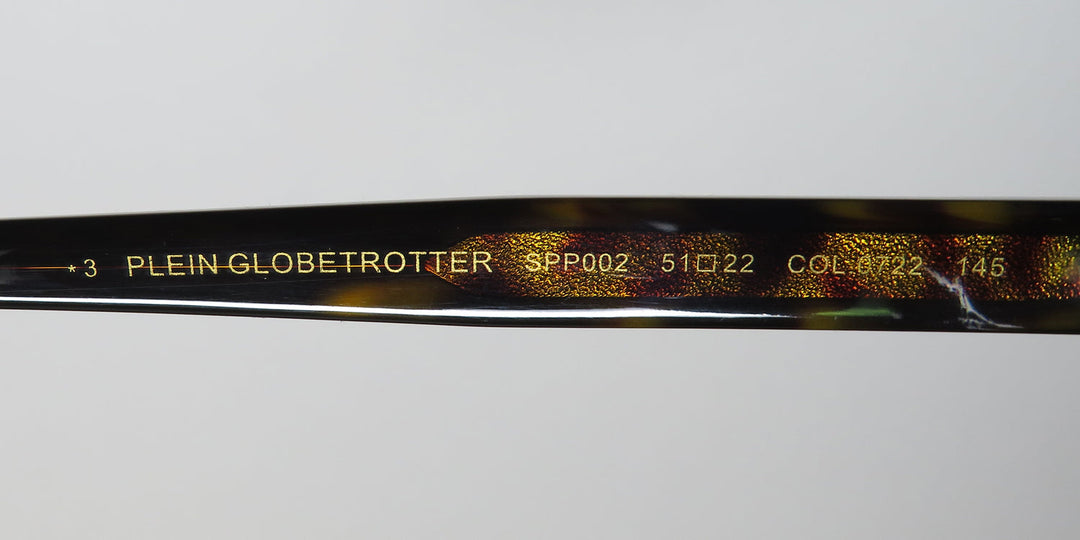 *3 PLEIN GLOBETROTTER SPP002 51□22 COL.0722 145